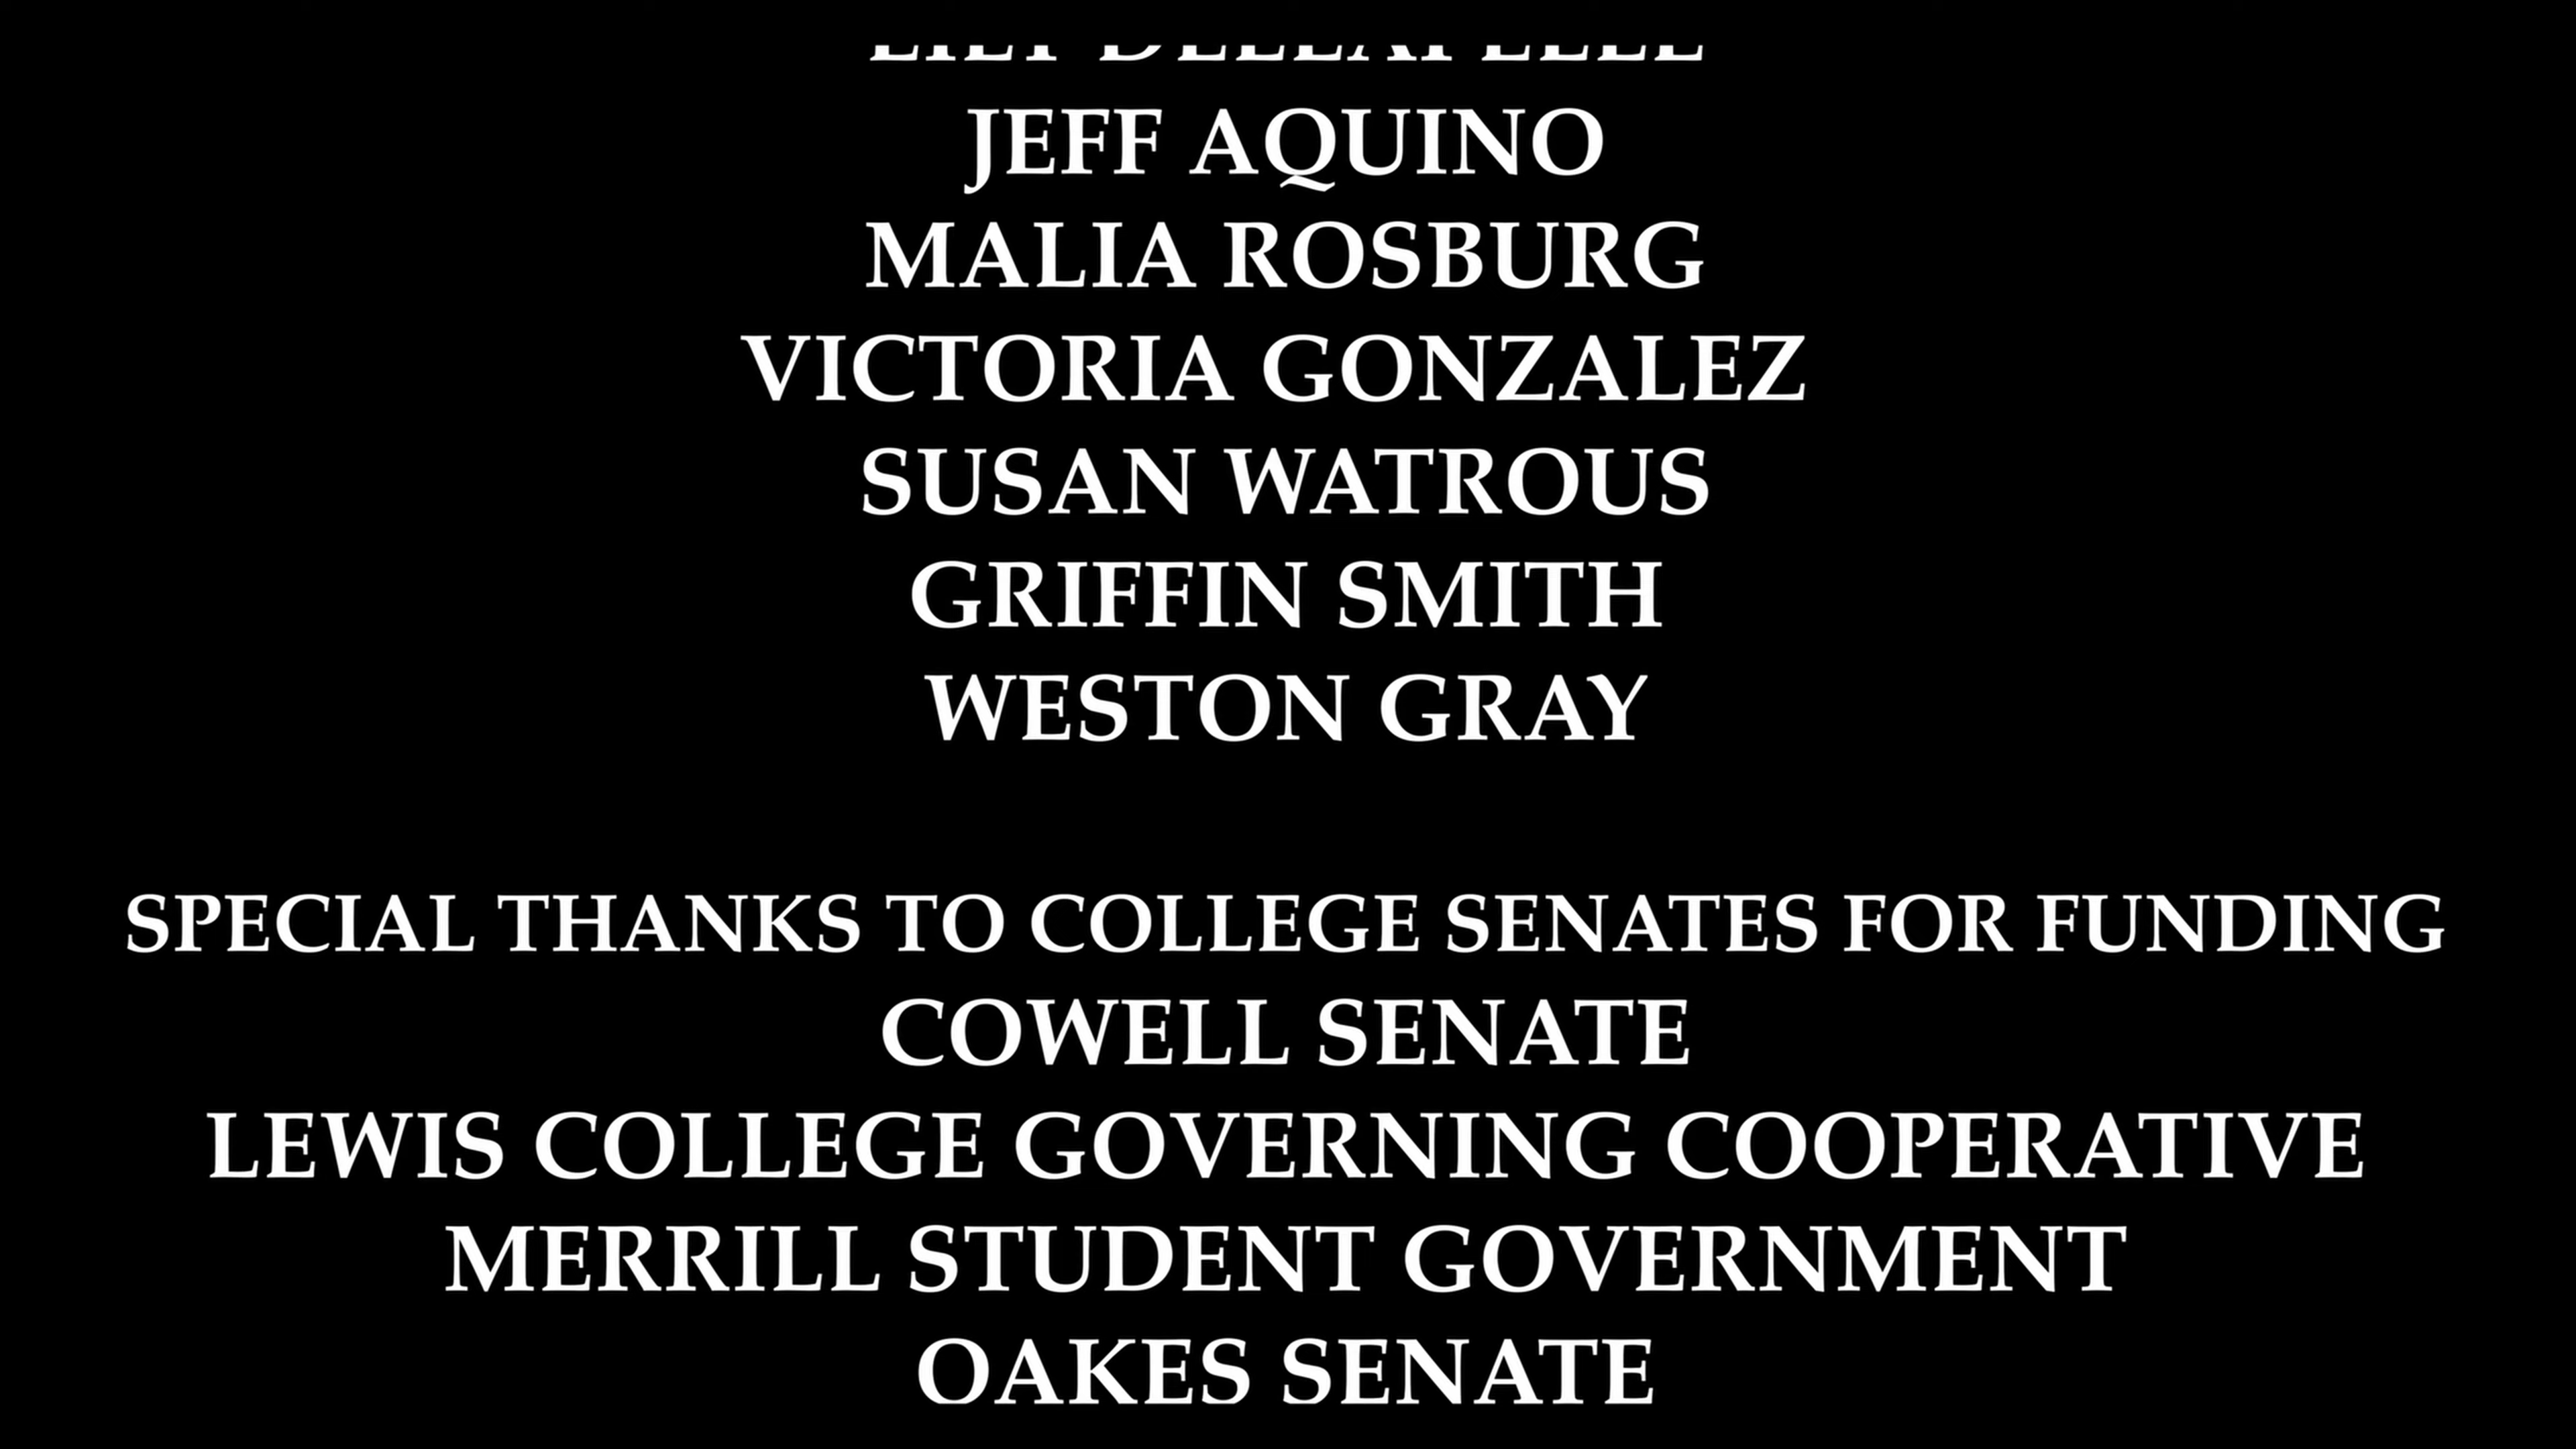 JEFF AQUINO
MALIA ROSBURG
VICTORIA GONZALEZ
SUSAN WATROUS
GRIFFIN SMITH
WESTON GRAY
SPECIAL THANKS TO COLLEGE SENATES FOR FUNDING
COWELL SENATE
LEWIS COLLEGE GOVERNING COOPERATIVE
MERRILL STUDENT GOVERNMENT
OAKES SENATE